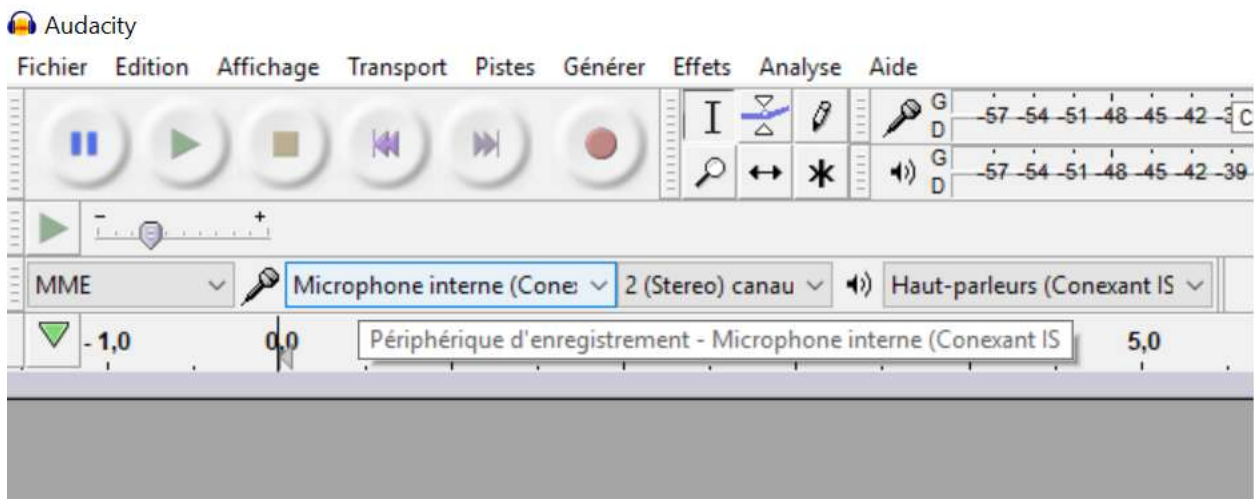 Audacity
Fichier Edition Affichage Transport Pistes Générer Effets Analyse Aide
G
D
-57 -54 -51 -48 -45 -42 -3 C
G
D
-57 -54 -51 -48 -45 -42 -39
- +
MME Microphone interne (Cone 2 (Stereo) canau Haut-parleurs (Conexant IS
- 1,0 0,0 Périphérique d'enregistrement - Microphone interne (Conexant IS 5,0